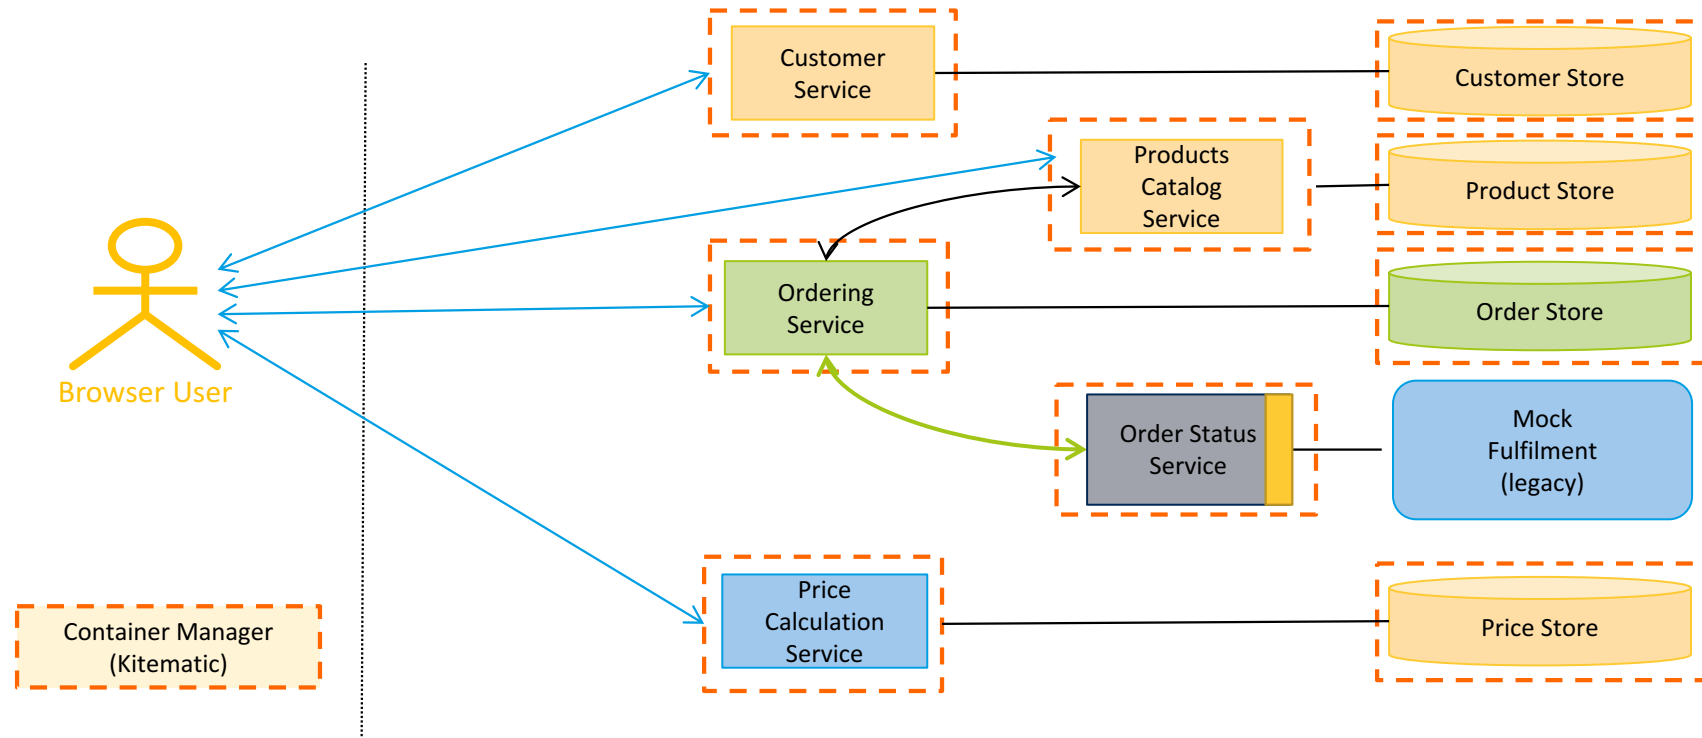 Customer
Service
Customer Store
Products
Catalog
Service
Product Store
Ordering
Service
Order Store
Browser User
Order Status
Service
Mock
Fulfilment
(legacy)
Price
Calculation
Service
Price Store
Container Manager
(Kitematic)